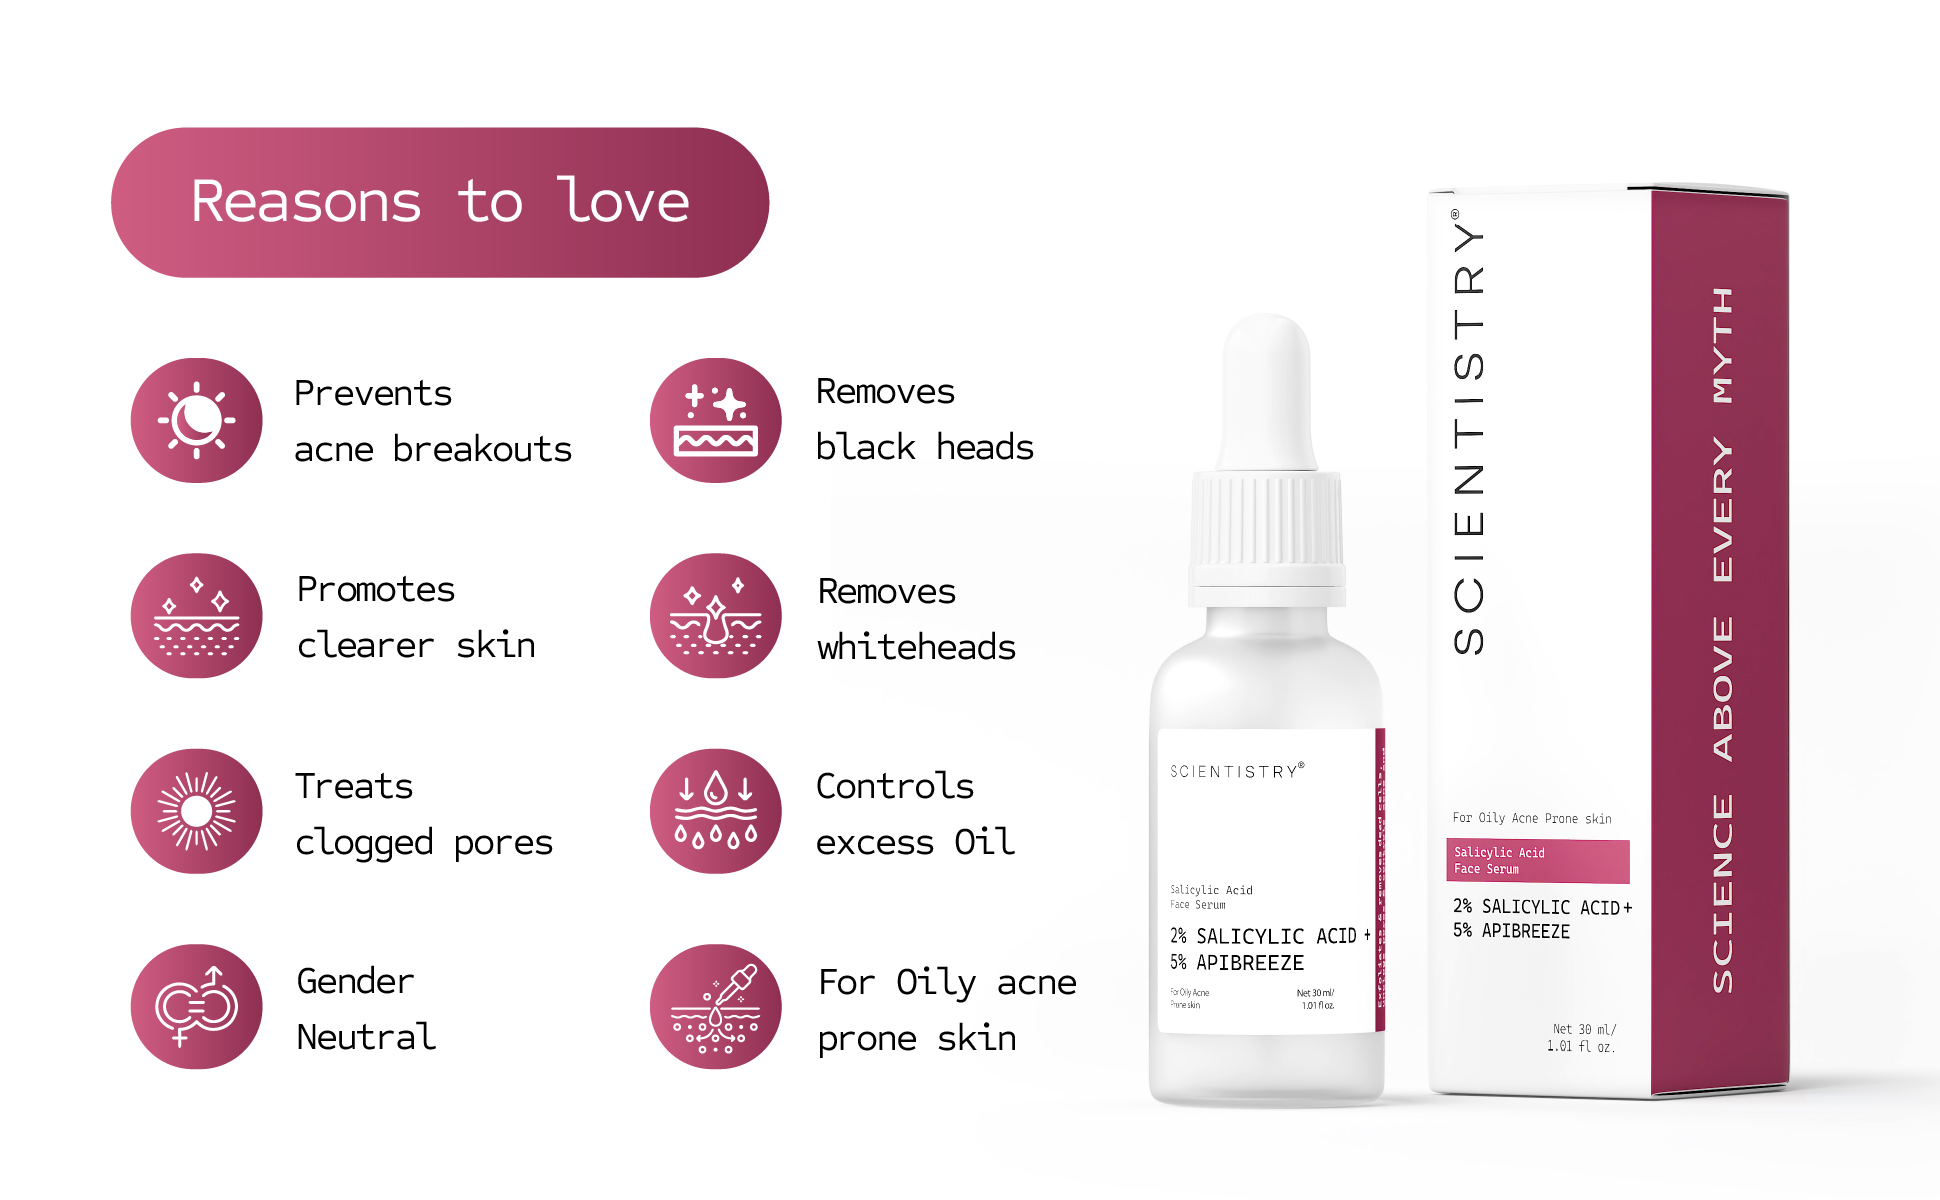 Reasons to love
Prevents
acne breakouts
Removes
black heads
Promotes
clearer skin
Removes
whiteheads
Treats
clogged pores
Controls
excess Oil
Gender
Neutral
For Oily acne
prone skin
SCIENTISTRY®
Salicylic Acid
Face Serum
2% SALICYLIC ACID +
5% APIBREEZE
For Oily Acne
Prone skin
Net 30 ml/
1.01 fl oz.
SCIENTISTRY®
For Oily Acne Prone skin
Salicylic Acid
Face Serum
2% SALICYLIC ACID+
5% APIBREEZE
Net 30 ml/
1.01 fl oz.
SCIENCE ABOVE EVERY MYTH